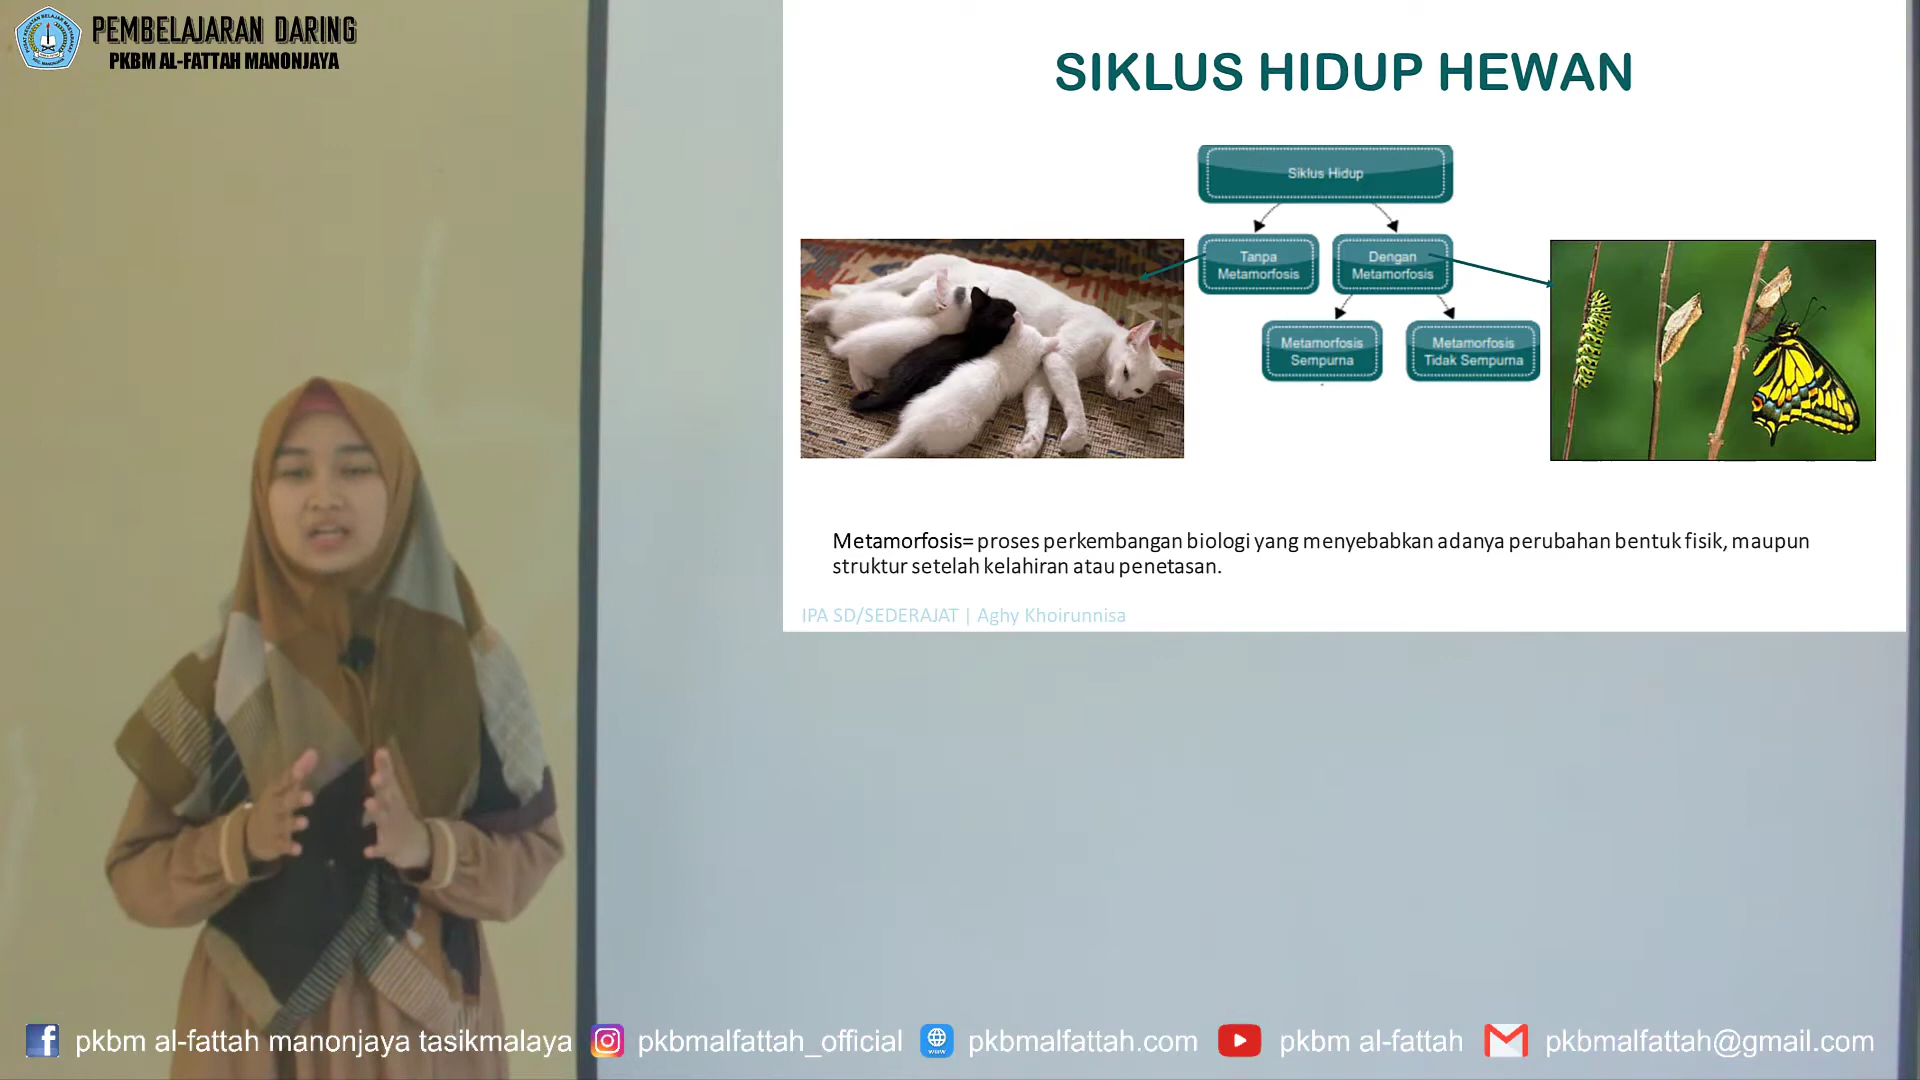 PEMBELAJARAN DARING
PKBM AL-FATTAH MANONJAYA
SIKLUS HIDUP HEWAN
Siklus Hidup
Tanpa
Metamorfosis
Dengan
Metamorfosis
Metamorfosis
Sempurna
Metamorfosis
Tidak Sempurna
Metamorfosis= proses perkembangan biologi yang menyebabkan adanya perubahan bentuk fisik, maupun
struktur setelah kelahiran atau penetasan.
IPA SD/SEDERAJAT | Aghy Khoirunnisa
pkbm al-fattah manonjaya tasikmalaya
pkbmalfattah_official
pkbmalfattah.com
pkbm al-fattah
pkbmalfattah@gmail.com